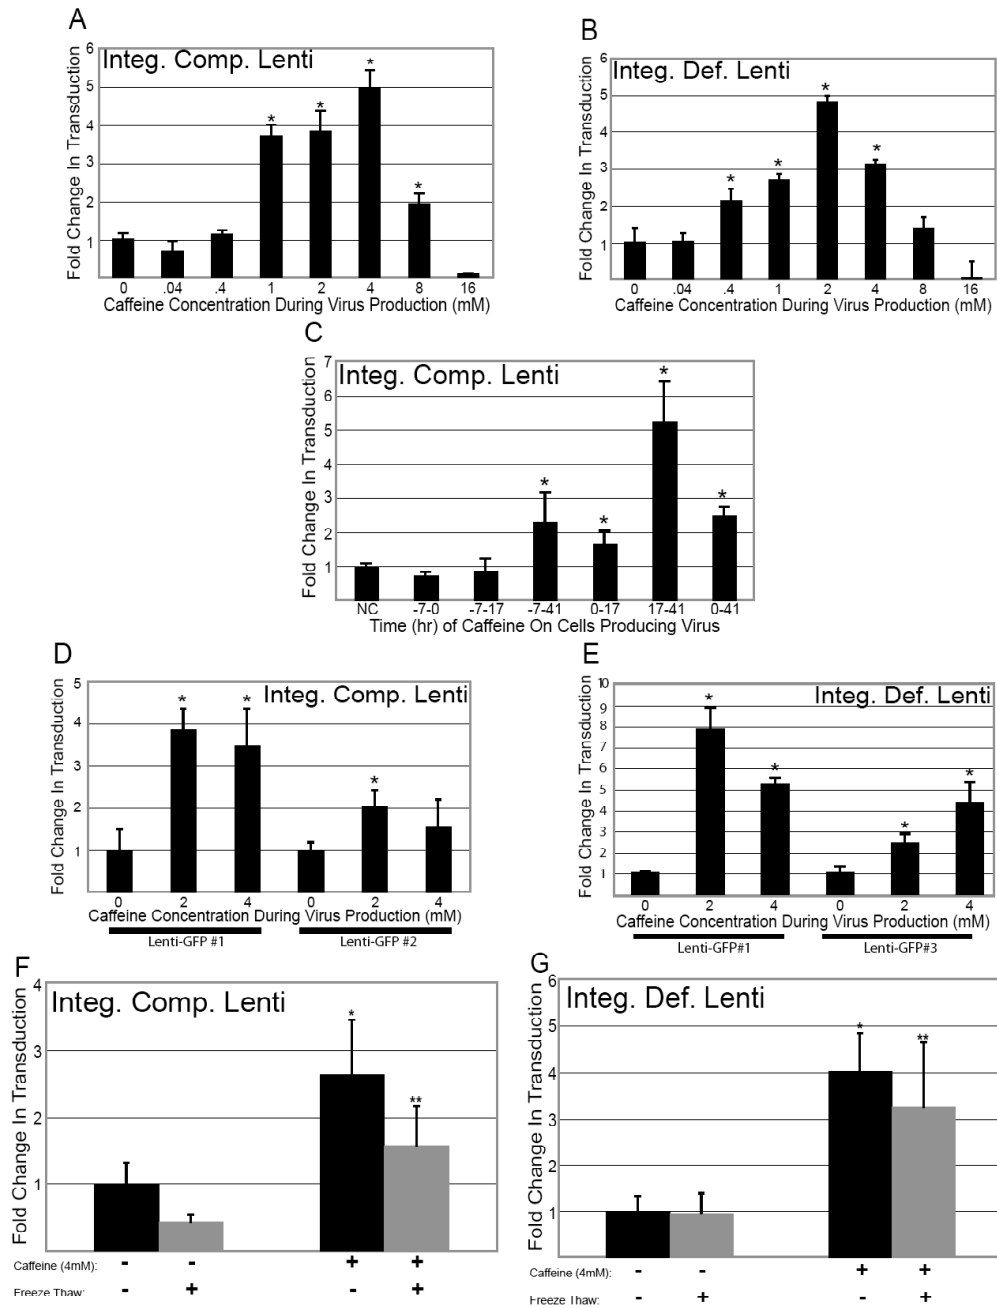 A
Integ. Comp. Lenti
Fold Change In Transduction
6
5
4
3
2
1
* * * *
0 .04 .4 1 2 4 8 16
Caffeine Concentration During Virus Production (mM)
B
Integ. Def. Lenti
Fold Change In Transduction
6
5
4
3
2
1
* * * *
0 .04 .4 1 2 4 8 16
Caffeine Concentration During Virus Production (mM)
C
Integ. Comp. Lenti
Fold Change In Transduction
7
6
5
4
3
2
1
* * * *
NC -7-0 -7-17 -7-41 0-17 17-41 0-41
Time (hr) of Caffeine On Cells Producing Virus
D
Integ. Comp. Lenti
Fold Change In Transduction
5
4
3
2
1
* * *
0 2 4 0 2 4
Caffeine Concentration During Virus Production (mM)
Lenti-GFP #1 Lenti-GFP #2
E
Integ. Def. Lenti
Fold Change In Transduction
10
9
8
7
6
5
4
3
2
1
* * * *
0 2 4 0 2 4
Caffeine Concentration During Virus Production (mM)
Lenti-GFP#1 Lenti-GFP#3
F
Integ. Comp. Lenti
Fold Change In Transduction
4
3
2
1
* **
Caffeine (4mM): - - + +
Freeze Thaw: - + - +
G
Integ. Def. Lenti
Fold Change In Transduction
6
5
4
3
2
1
* **
Caffeine (4mM): - - + +
Freeze Thaw: - + - +